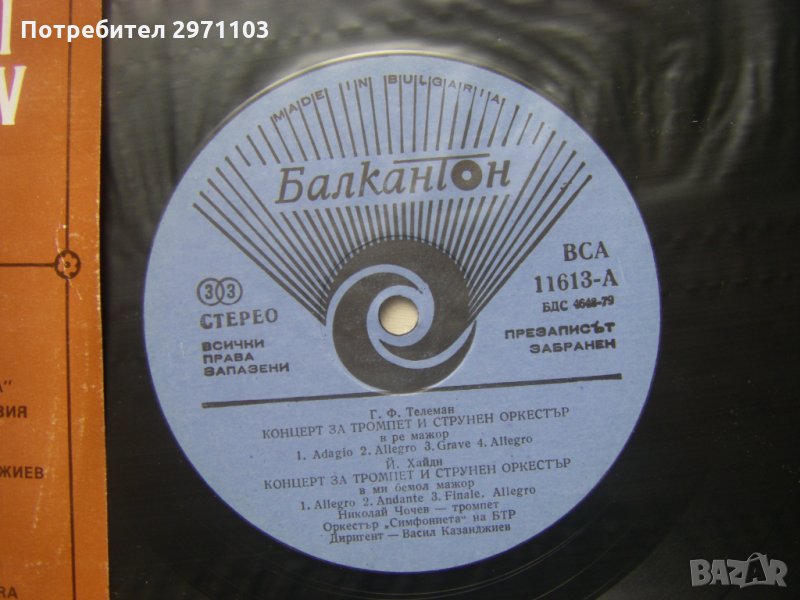 Потребител 2971103
MADE IN BULGARIA
БалканТон
ВСА
11613-А
БДС 4648-79
33
СТЕРЕО
ВСИЧКИ
ПРАВА
ЗАПАЗЕНИ
ПРЕЗАПИСЪТ
ЗАБРАНЕН
Г. Ф. Телеман
КОНЦЕРТ ЗА ТРОМПЕТ И СТРУНЕН ОРКЕСТЪР
в ре мажор
1. Adagio 2. Allegro 3. Grave 4. Allegro
Й. Хайдн
КОНЦЕРТ ЗА ТРОМПЕТ И СТРУНЕН ОРКЕСТЪР
в ми бемол мажор
1. Allegro 2. Andante 3. Finale. Allegro
Николай Чочев — тромпет
Оркестър „Симфониета" на БТР
Диригент — Васил Казанджиев
BAZAR